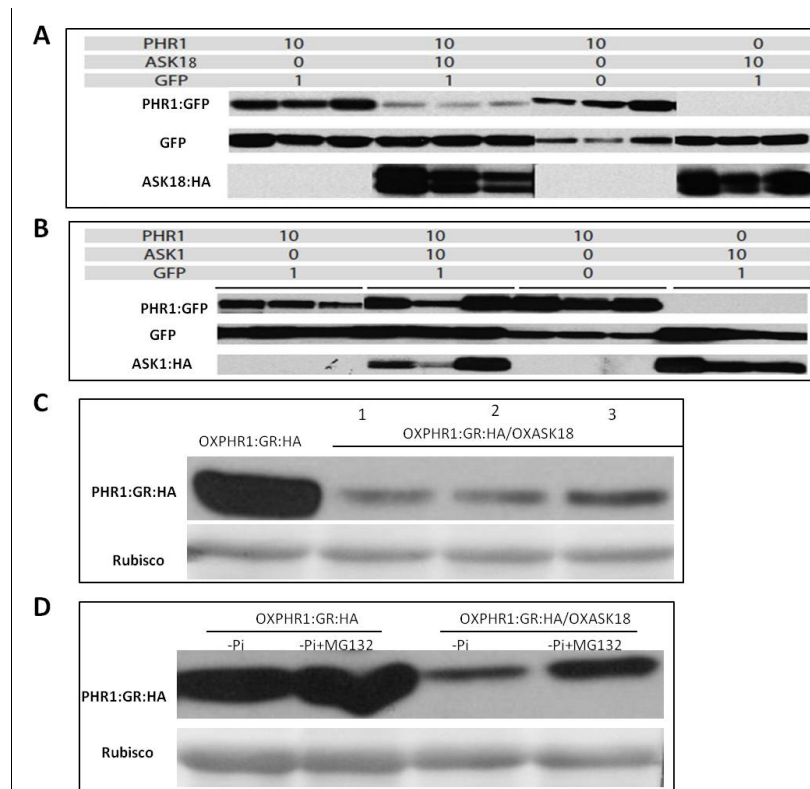 A
PHR1 10 10 10 0
ASK18 0 10 0 10
GFP 1 1 0 1
PHR1:GFP
GFP
ASK18:HA
B
PHR1 10 10 10 0
ASK1 0 10 0 10
GFP 1 1 0 1
PHR1:GFP
GFP
ASK1:HA
C
1 2 3
OXPHR1:GR:HA OXPHR1:GR:HA/OXASK18
PHR1:GR:HA
Rubisco
D
OXPHR1:GR:HA OXPHR1:GR:HA/OXASK18
-Pi -Pi+MG132 -Pi -Pi+MG132
PHR1:GR:HA
Rubisco